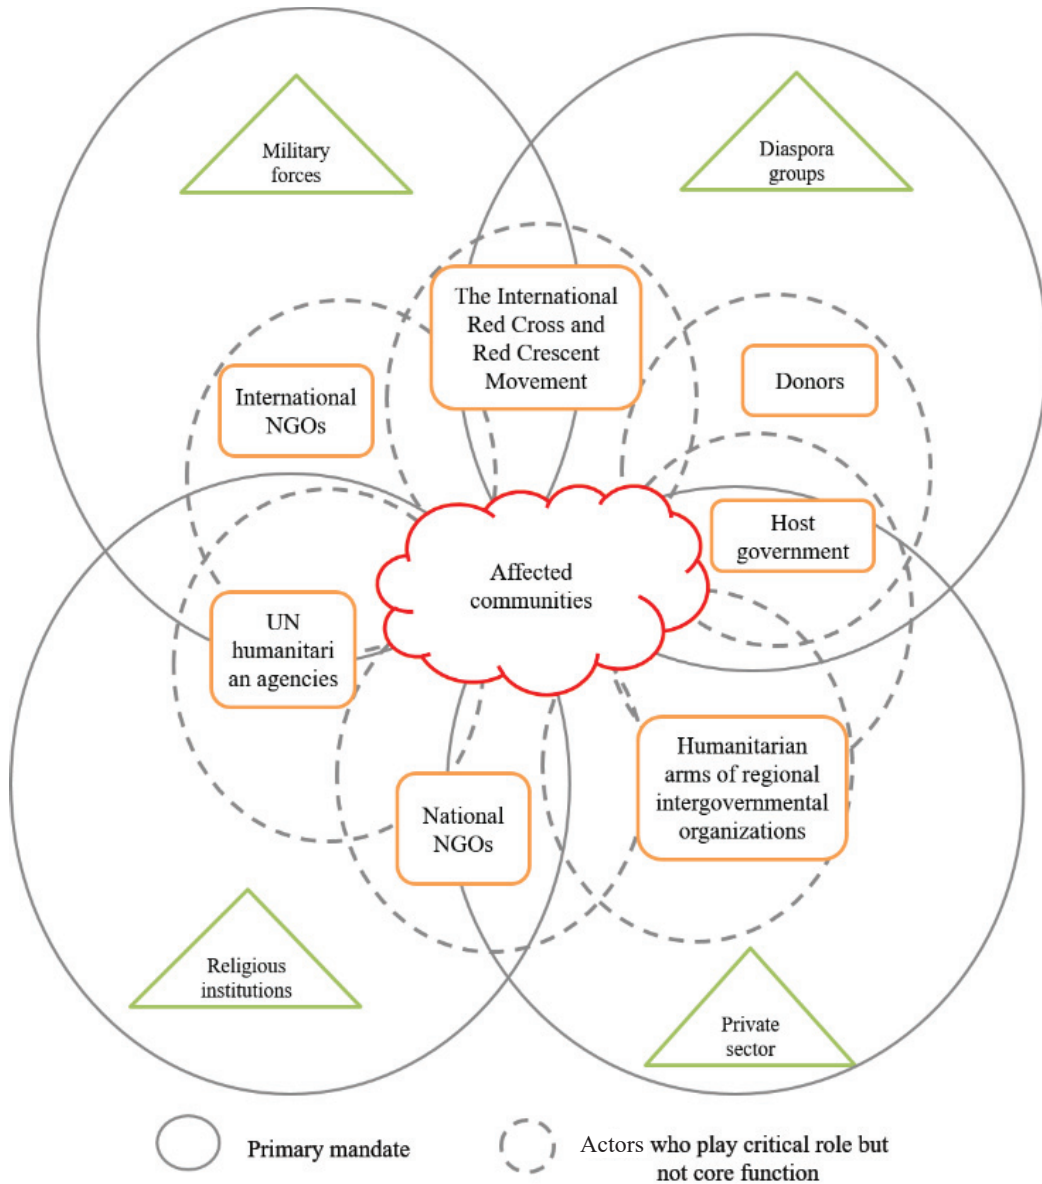 Military
forces
Diaspora
groups
The International
Red Cross and
Red Crescent
Movement
International
NGOs
Donors
Host
government
Affected
communities
UN
humanitari
an agencies
Humanitarian
arms of regional
intergovernmental
organizations
National
NGOs
Religious
institutions
Private
sector
Primary mandate
Actors who play critical role but
not core function